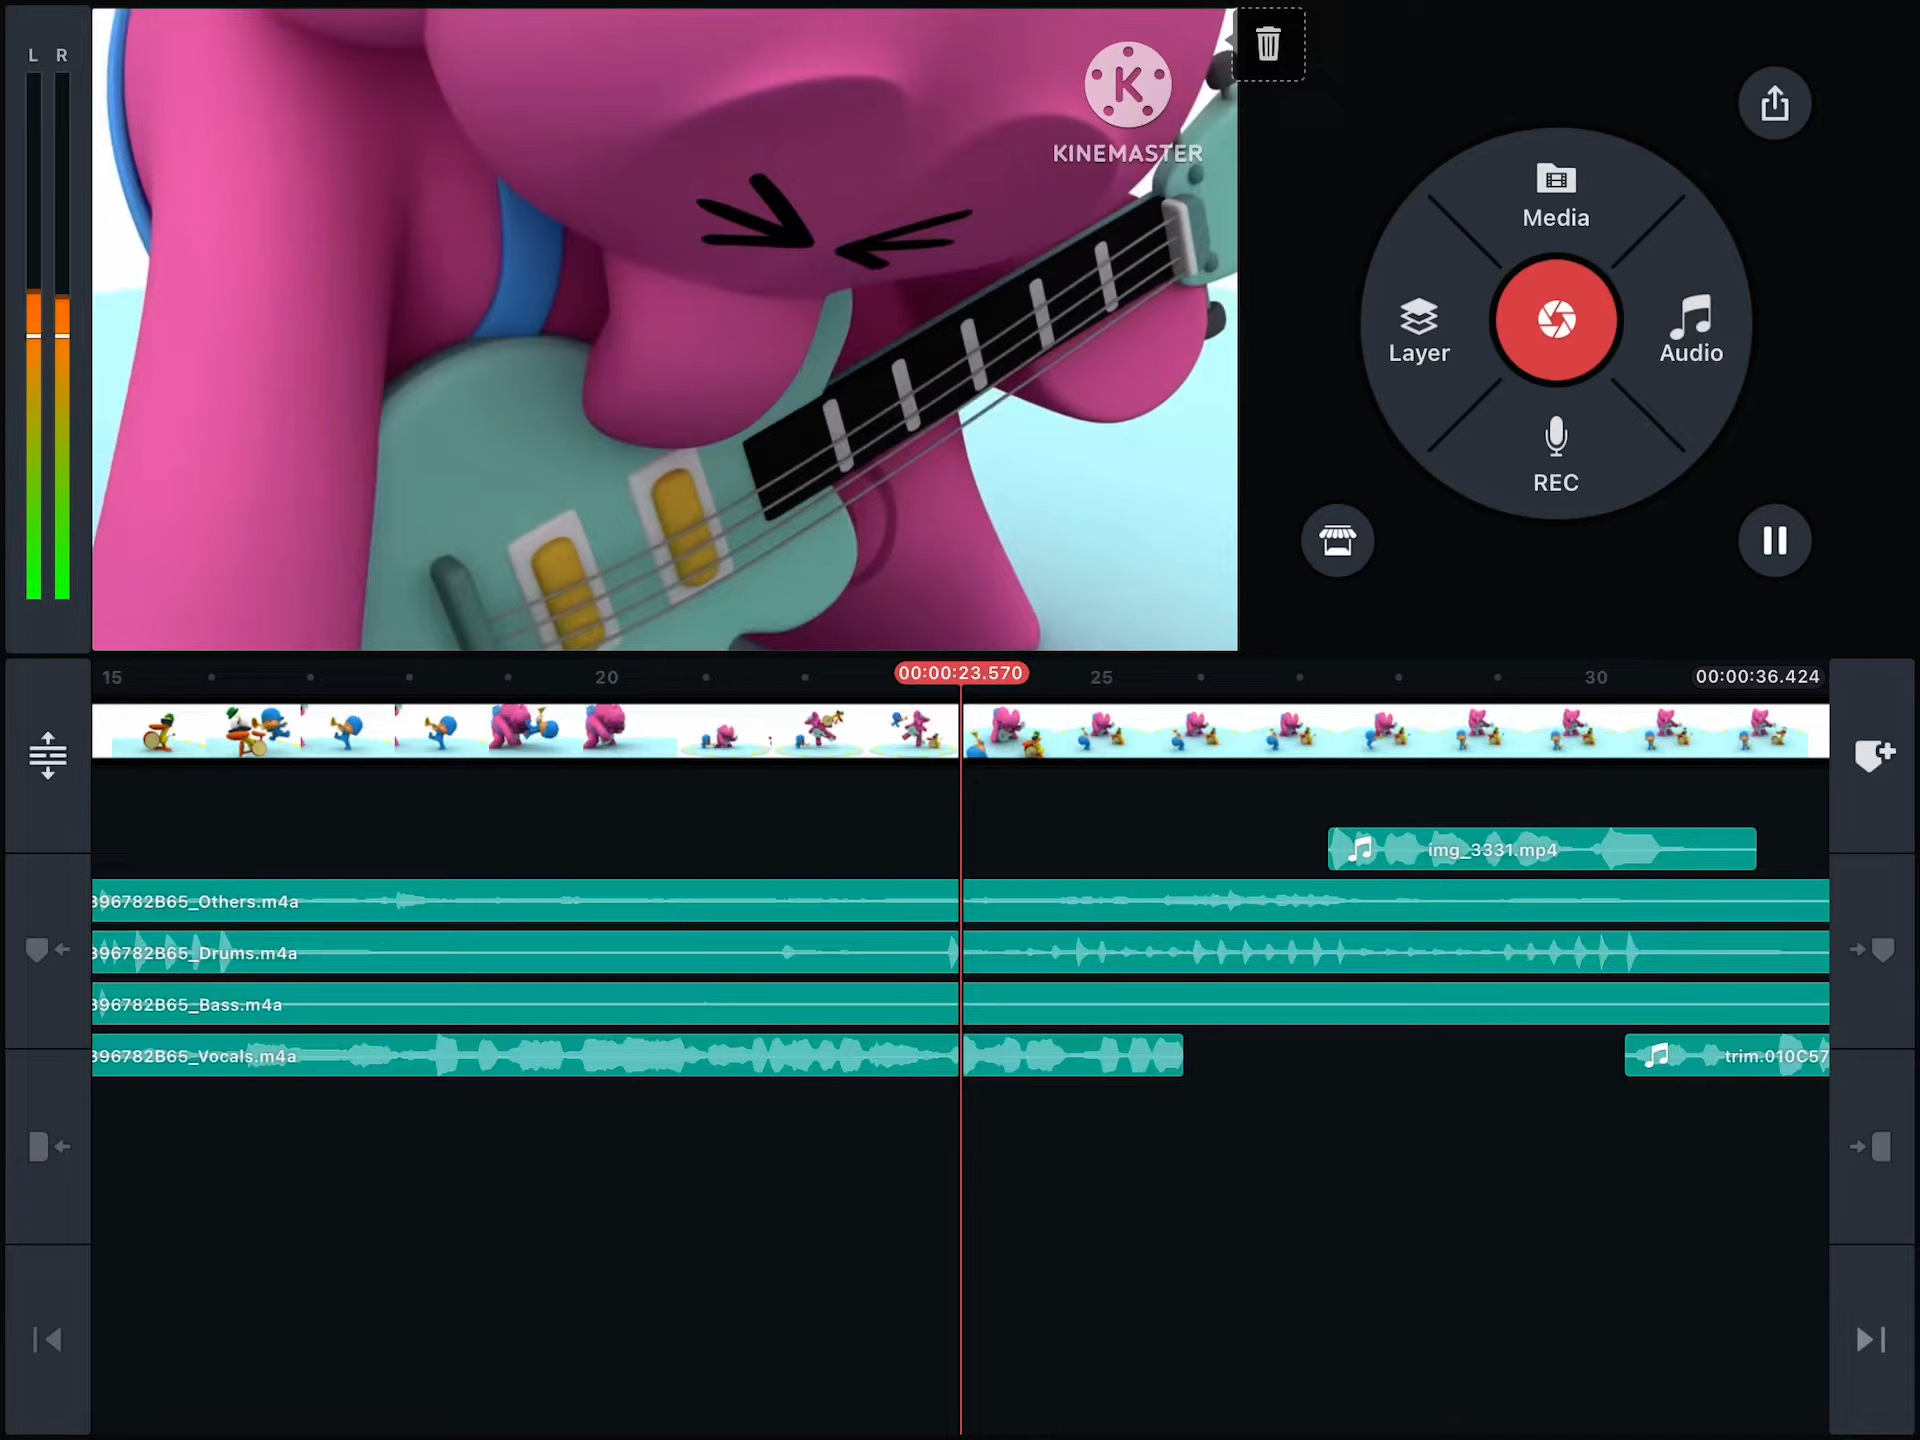 L R
K
KINEMASTER
Media
Layer
Audio
REC
15
20
00:00:23.570
25
30
00:00:36.424
img_3331.mp4
396782B65_Others.m4a
396782B65_Drums.m4a
396782B65_Bass.m4a
396782B65_Vocals.m4a
trim.010C57